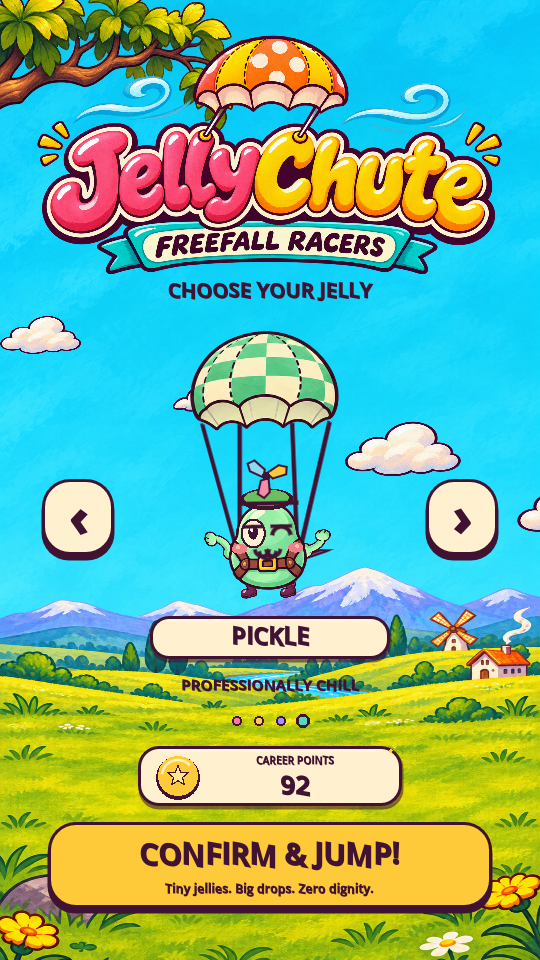 JellyChute
FREEFALL RACERS
CHOOSE YOUR JELLY
‹ ›
PICKLE
PROFESSIONALLY CHILL
CAREER POINTS
92
CONFIRM & JUMP!
Tiny jellies. Big drops. Zero dignity.